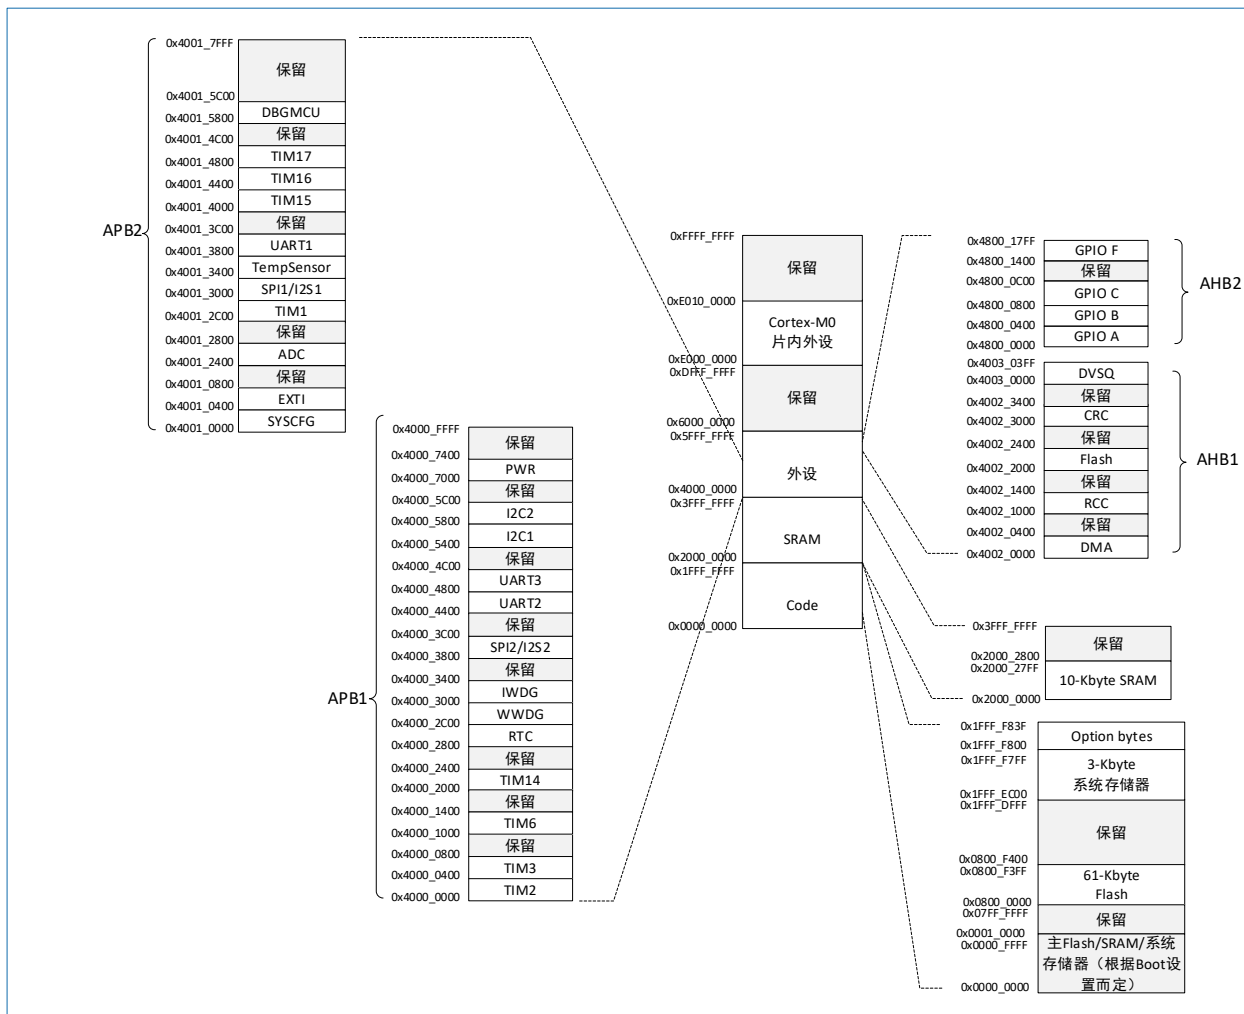 0x4001_7FFF
保留
0x4001_5C00
DBGMCU
0x4001_5800
保留
0x4001_4C00
TIM17
0x4001_4800
TIM16
0x4001_4400
TIM15
0x4001_4000
保留
0x4001_3C00
UART1
0x4001_3800
TempSensor
0x4001_3400
SPI1/I2S1
0x4001_3000
TIM1
0x4001_2C00
保留
0x4001_2800
ADC
0x4001_2400
保留
0x4001_0800
EXTI
0x4001_0400
SYSCFG
0x4001_0000
APB2
0x4000_FFFF
保留
0x4000_7400
PWR
0x4000_7000
保留
0x4000_5C00
I2C2
0x4000_5800
I2C1
0x4000_5400
保留
0x4000_4C00
UART3
0x4000_4800
UART2
0x4000_4400
保留
0x4000_3C00
SPI2/I2S2
0x4000_3800
保留
0x4000_3400
IWDG
0x4000_3000
WWDG
0x4000_2C00
RTC
0x4000_2800
保留
0x4000_2400
TIM14
0x4000_2000
保留
0x4000_1400
TIM6
0x4000_1000
保留
0x4000_0800
TIM3
0x4000_0400
TIM2
0x4000_0000
APB1
0xFFFF_FFFF
保留
0xE010_0000
Cortex-M0
片内外设
0xE000_0000
0xDFFF_FFFF
保留
0x6000_0000
0x5FFF_FFFF
外设
0x4000_0000
0x3FFF_FFFF
SRAM
0x2000_0000
0x1FFF_FFFF
Code
0x0000_0000
0x4800_17FF
GPIO F
0x4800_1400
保留
0x4800_0C00
GPIO C
0x4800_0800
GPIO B
0x4800_0400
GPIO A
0x4800_0000
AHB2
0x4003_03FF
DVSQ
0x4003_0000
保留
0x4002_3400
CRC
0x4002_3000
保留
0x4002_2400
Flash
0x4002_2000
保留
0x4002_1400
RCC
0x4002_1000
保留
0x4002_0400
DMA
0x4002_0000
AHB1
0x3FFF_FFFF
保留
0x2000_2800
0x2000_27FF
10-Kbyte SRAM
0x2000_0000
0x1FFF_F83F
Option bytes
0x1FFF_F800
0x1FFF_F7FF
3-Kbyte
系统存储器
0x1FFF_EC00
0x1FFF_DFFF
保留
0x0800_F400
0x0800_F3FF
61-Kbyte
Flash
0x0800_0000
0x07FF_FFFF
保留
0x0001_0000
0x0000_FFFF
主Flash/SRAM/系统
存储器（根据Boot设
置而定）
0x0000_0000